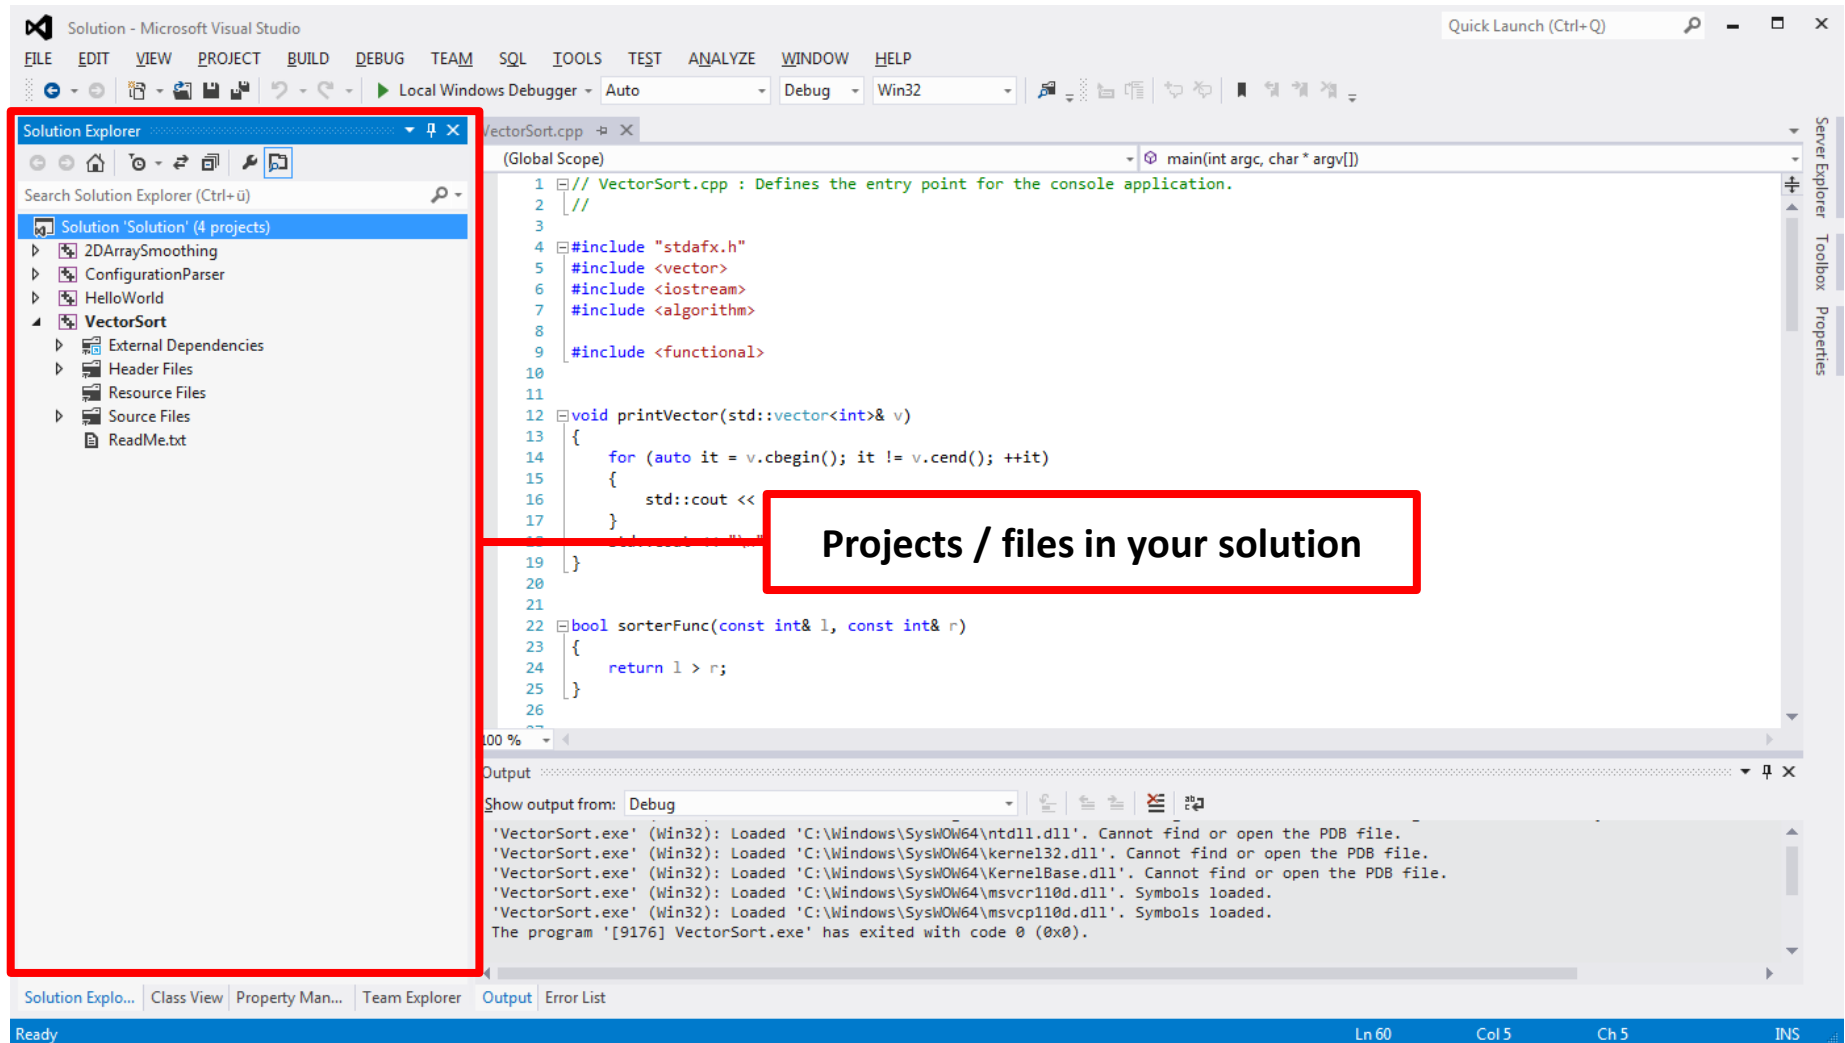 Solution - Microsoft Visual Studio
Quick Launch (Ctrl+Q)
FILE EDIT VIEW PROJECT BUILD DEBUG TEAM SQL TOOLS TEST ANALYZE WINDOW HELP
Local Windows Debugger Auto Debug Win32
Solution Explorer
Search Solution Explorer (Ctrl+ü)
Solution 'Solution' (4 projects)
2DArraySmoothing
ConfigurationParser
HelloWorld
VectorSort
External Dependencies
Header Files
Resource Files
Source Files
ReadMe.txt
VectorSort.cpp
(Global Scope)
main(int argc, char * argv[])
1 // VectorSort.cpp : Defines the entry point for the console application.
2 //
3
4 #include "stdafx.h"
5 #include <vector>
6 #include <iostream>
7 #include <algorithm>
8
9 #include <functional>
10
11
12 void printVector(std::vector<int>& v)
13 {
14 for (auto it = v.cbegin(); it != v.cend(); ++it)
15 {
16 std::cout <<
17 }
19 }
20
21
22 bool sorterFunc(const int& l, const int& r)
23 {
24 return l > r;
25 }
26
Projects / files in your solution
100 %
Output
Show output from: Debug
'VectorSort.exe' (Win32): Loaded 'C:\Windows\SysWOW64\ntdll.dll'. Cannot find or open the PDB file.
'VectorSort.exe' (Win32): Loaded 'C:\Windows\SysWOW64\kernel32.dll'. Cannot find or open the PDB file.
'VectorSort.exe' (Win32): Loaded 'C:\Windows\SysWOW64\KernelBase.dll'. Cannot find or open the PDB file.
'VectorSort.exe' (Win32): Loaded 'C:\Windows\SysWOW64\msvcr110d.dll'. Symbols loaded.
'VectorSort.exe' (Win32): Loaded 'C:\Windows\SysWOW64\msvcp110d.dll'. Symbols loaded.
The program '[9176] VectorSort.exe' has exited with code 0 (0x0).
Server Explorer
Toolbox
Properties
Solution Explo... Class View Property Man... Team Explorer
Output Error List
Ready
Ln 60 Col 5 Ch 5 INS